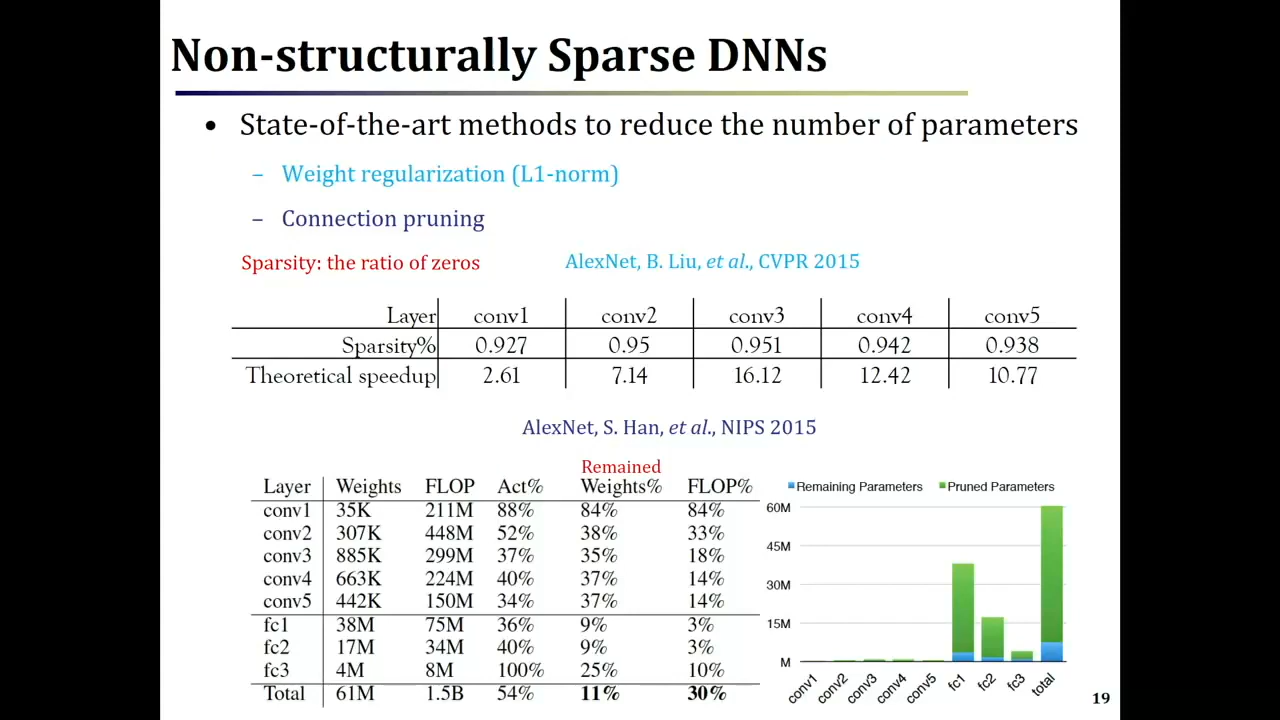 Non-structurally Sparse DNNs
• State-of-the-art methods to reduce the number of parameters
– Weight regularization (L1-norm)
– Connection pruning
Sparsity: the ratio of zeros
AlexNet, B. Liu, et al., CVPR 2015
Layer conv1 conv2 conv3 conv4 conv5
Sparsity% 0.927 0.95 0.951 0.942 0.938
Theoretical speedup 2.61 7.14 16.12 12.42 10.77
AlexNet, S. Han, et al., NIPS 2015
Remained
Layer Weights FLOP Act% Weights% FLOP%
conv1 35K 211M 88% 84% 84%
conv2 307K 448M 52% 38% 33%
conv3 885K 299M 37% 35% 18%
conv4 663K 224M 40% 37% 14%
conv5 442K 150M 34% 37% 14%
fc1 38M 75M 36% 9% 3%
fc2 17M 34M 40% 9% 3%
fc3 4M 8M 100% 25% 10%
Total 61M 1.5B 54% 11% 30%
Remaining Parameters Pruned Parameters
60M
45M
30M
15M
M
conv1 conv2 conv3 conv4 conv5 fc1 fc2 fc3 total
19